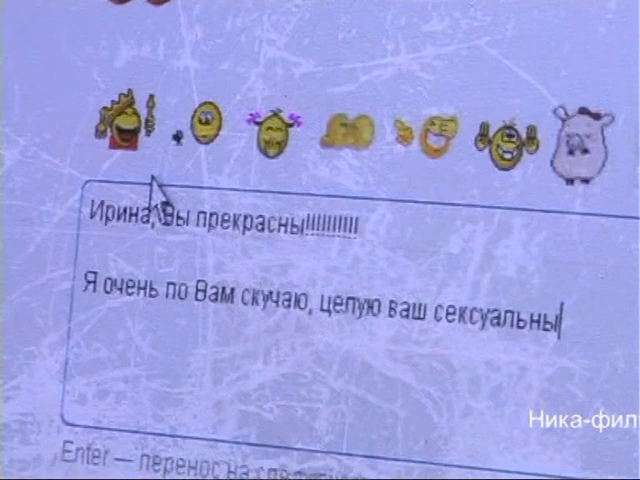 Ирина, Вы прекрасны!!!!!!!!!!
Я очень по Вам скучаю, целую ваш сексуальны
Ника-фил
Enter — перенос на